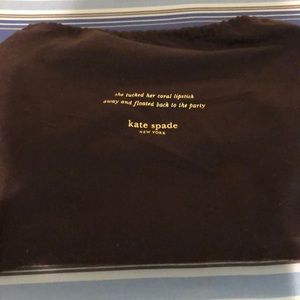 she tucked her coral lipstick
away and floated back to the party
kate spade
NEW YORK